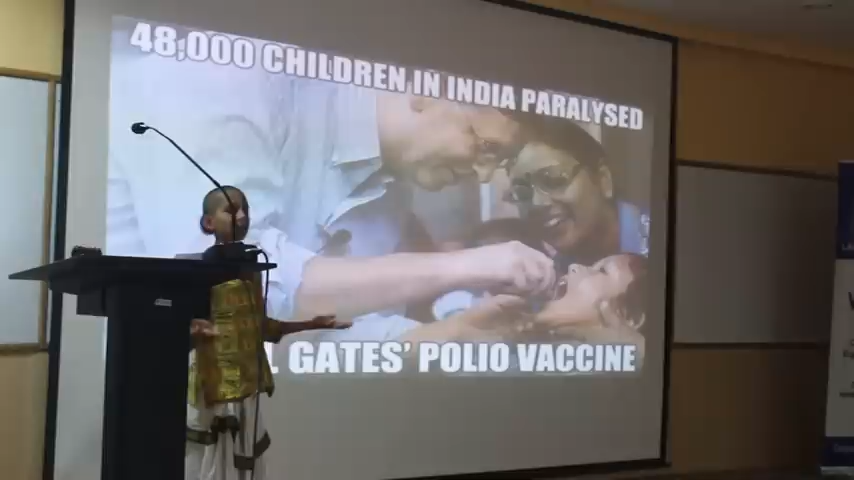 48,000 CHILDREN IN INDIA PARALYSED
GATES' POLIO VACCINE